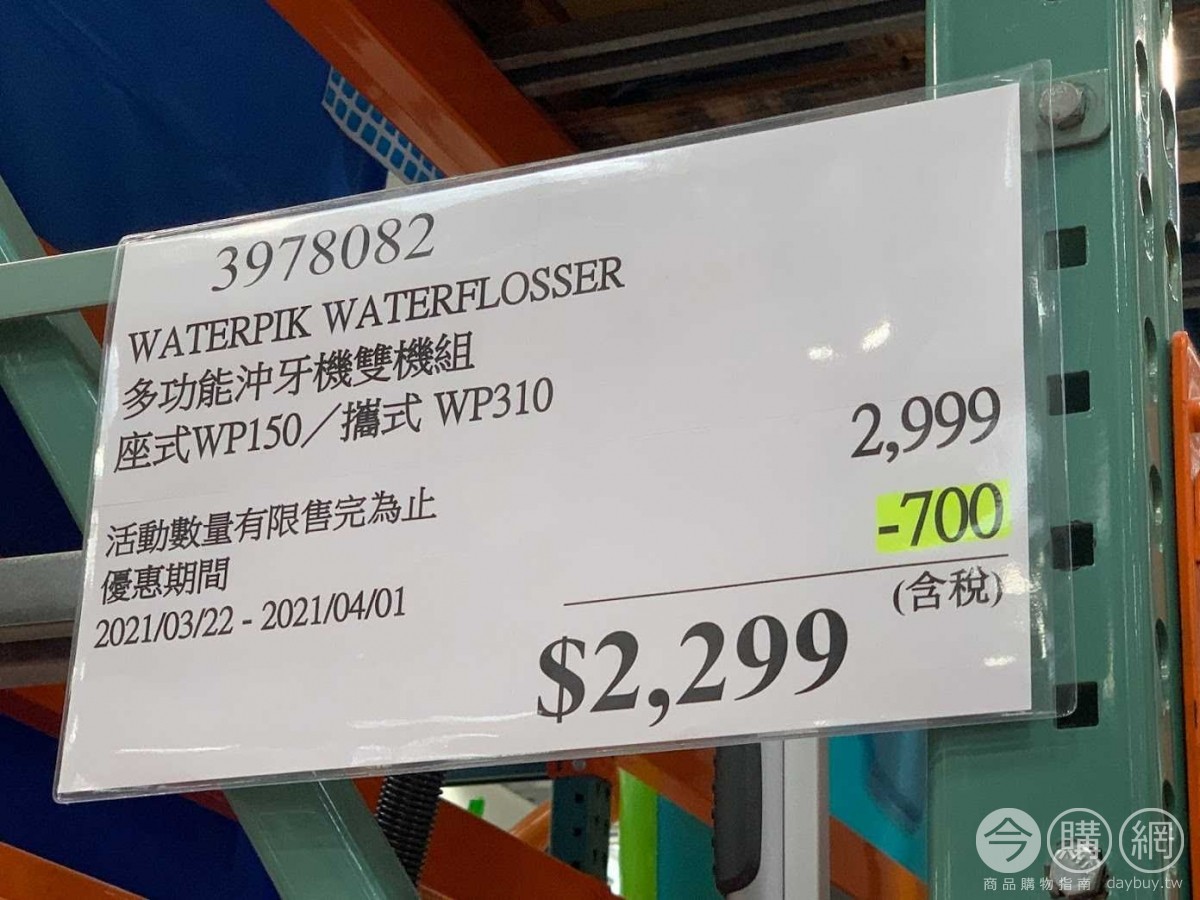 3978082
WATERPIK WATERFLOSSER
多功能沖牙機雙機組
座式WP150／攜式 WP310
2,999
-700
活動數量有限售完為止
優惠期間
2021/03/22 - 2021/04/01
(含稅)
$2,299
今購網
商品購物指南 daybuy.tw